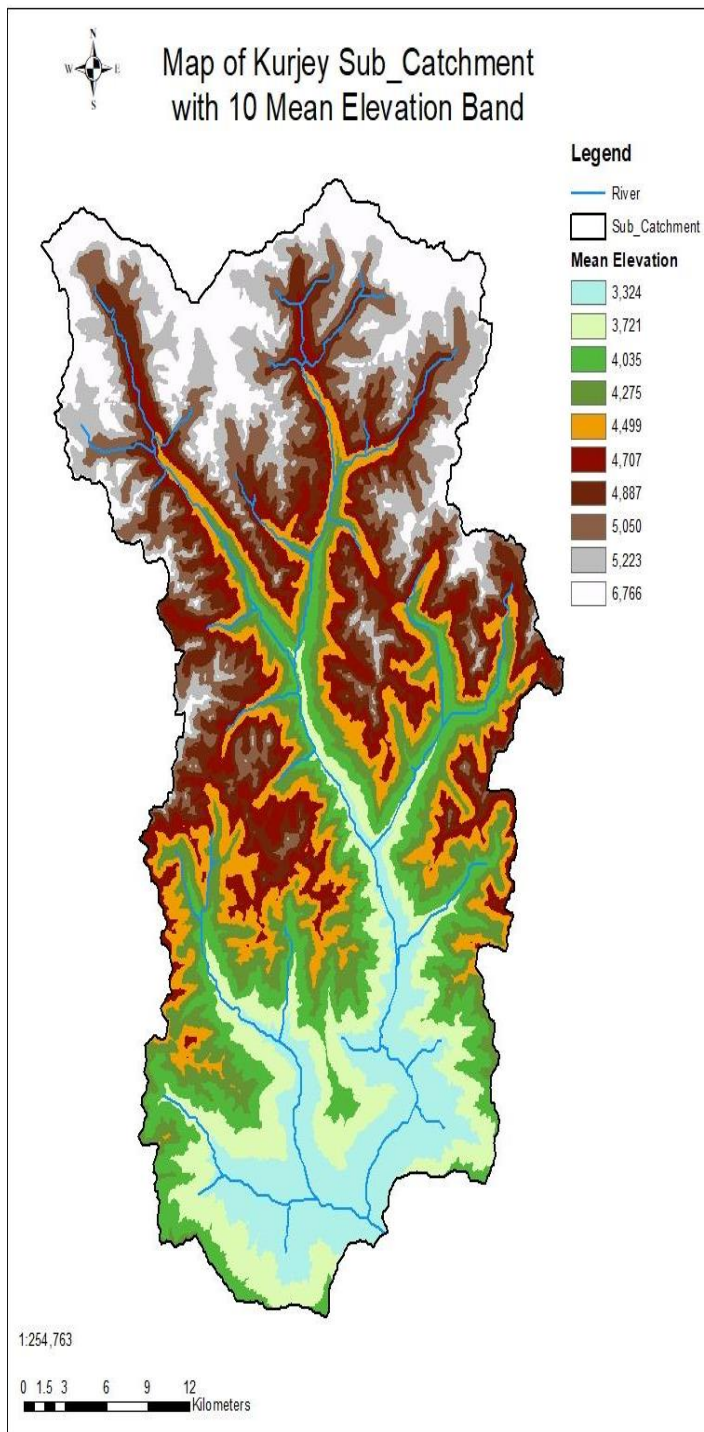 N
W E
S
Map of Kurjey Sub_Catchment
with 10 Mean Elevation Band
Legend
River
Sub_Catchment
Mean Elevation
3,324
3,721
4,035
4,275
4,499
4,707
4,887
5,050
5,223
6,766
1:254,763
0 1.5 3 6 9 12
Kilometers